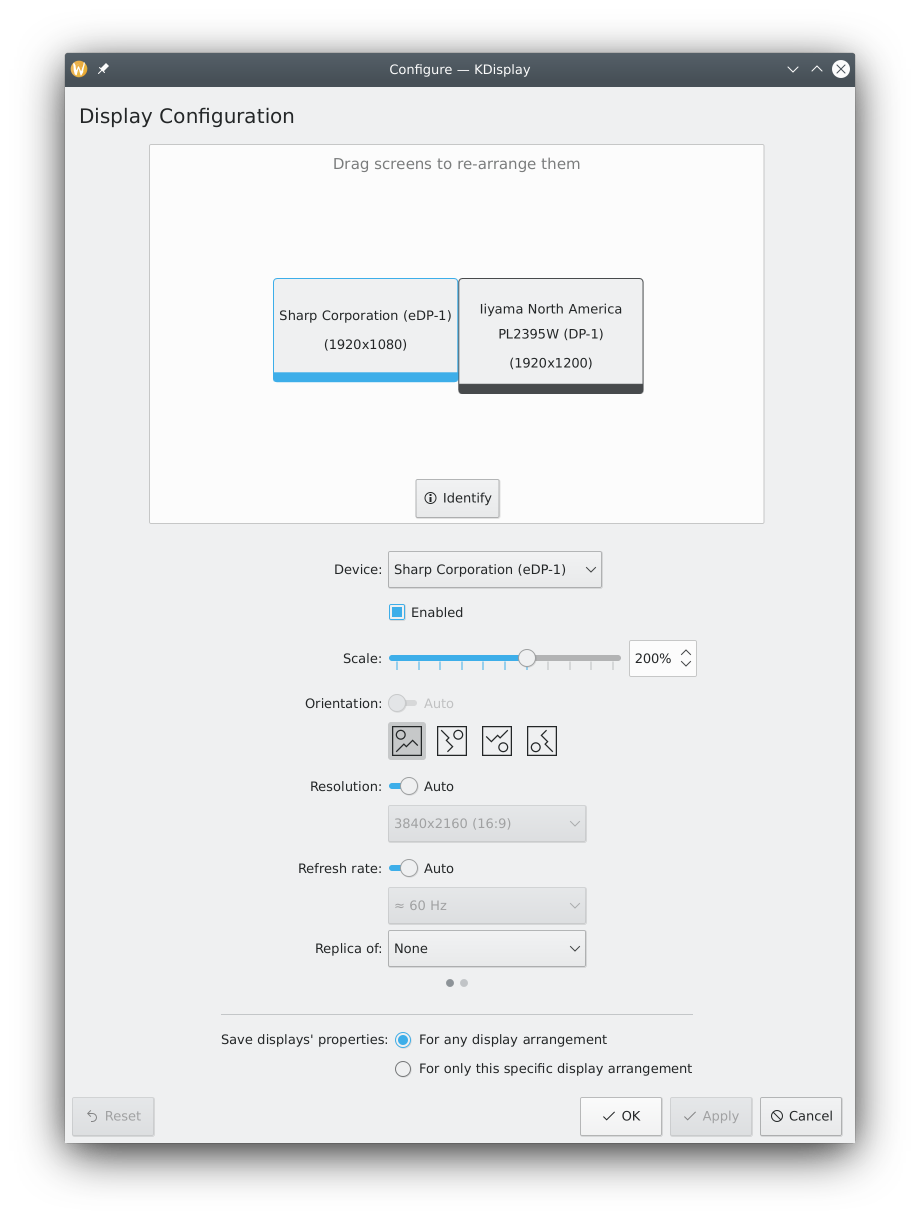 Configure — KDisplay
Display Configuration
Drag screens to re-arrange them
Sharp Corporation (eDP-1)
(1920x1080)
Iiyama North America
PL2395W (DP-1)
(1920x1200)
Identify
Device: Sharp Corporation (eDP-1)
Enabled
Scale: 200%
Orientation: Auto
Resolution: Auto
3840x2160 (16:9)
Refresh rate: Auto
≈ 60 Hz
Replica of: None
Save displays' properties: For any display arrangement
For only this specific display arrangement
Reset OK Apply Cancel